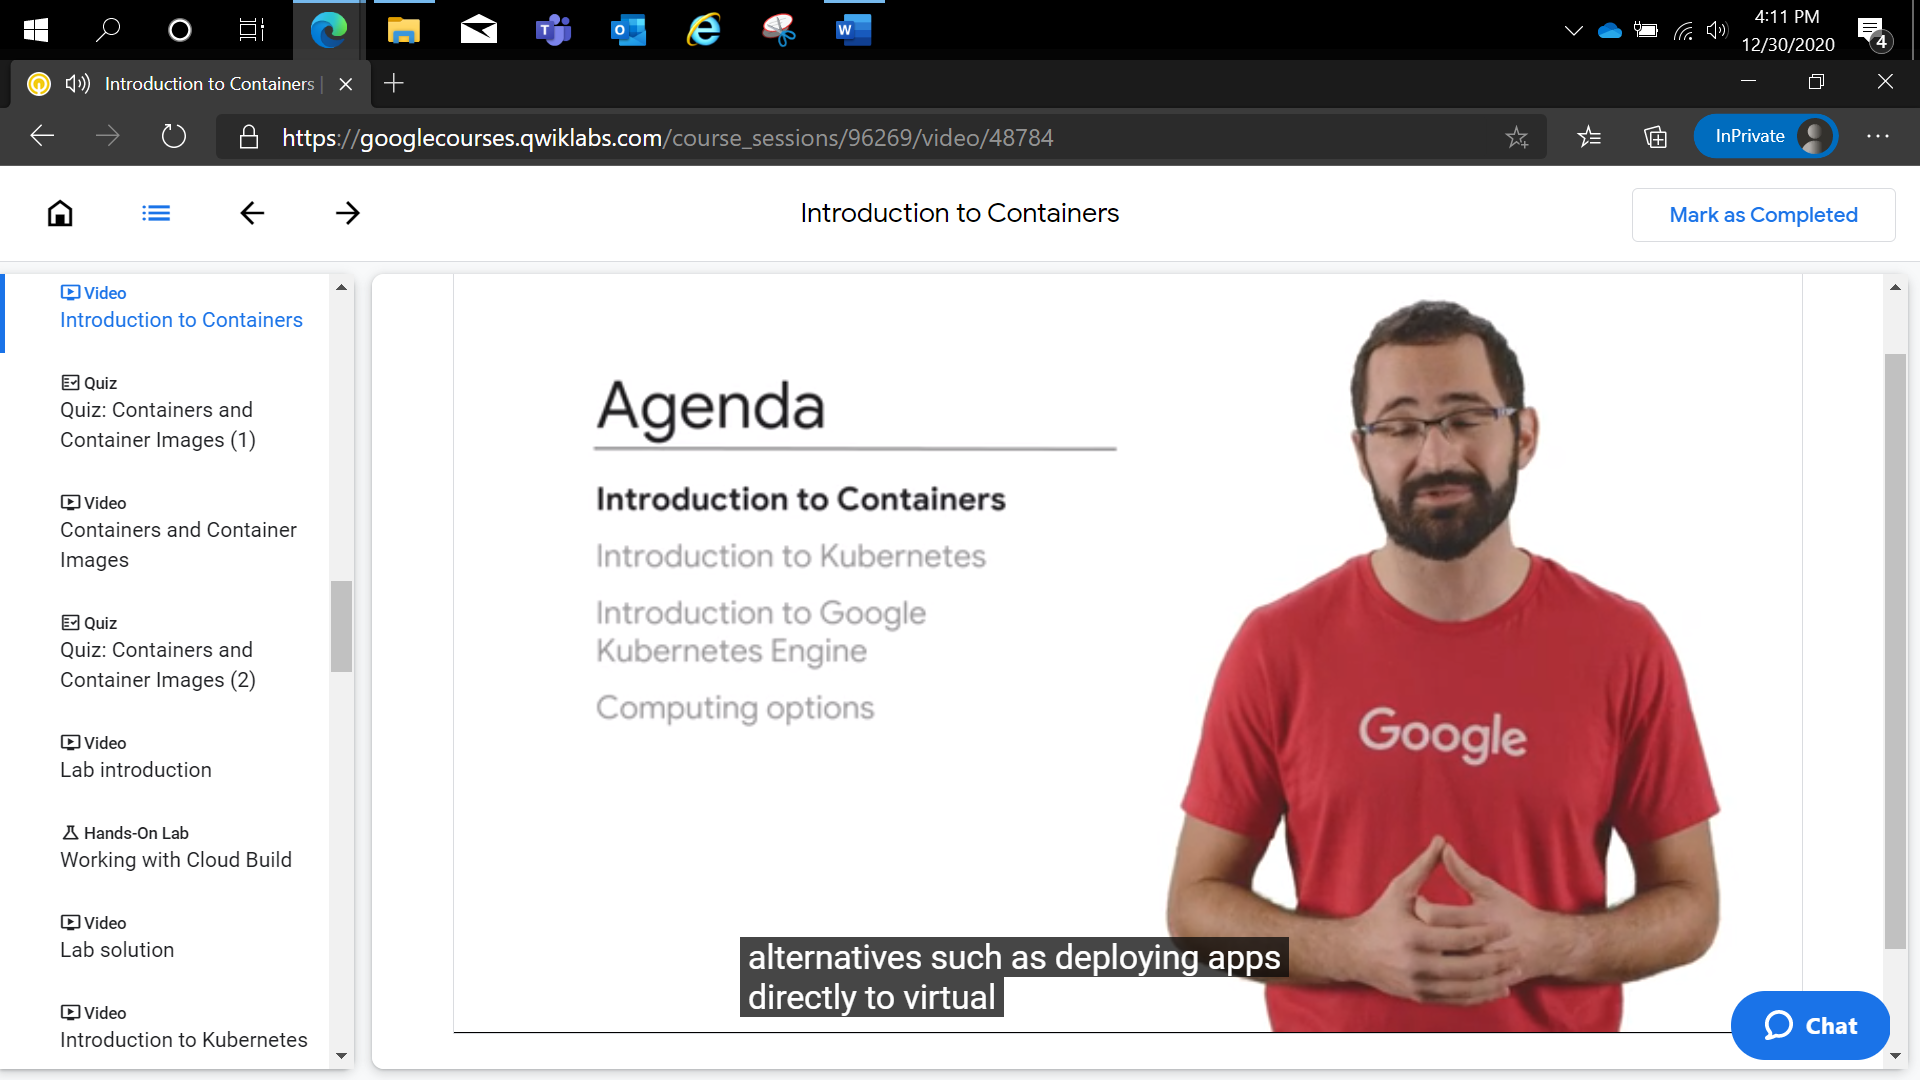 4:11 PM
12/30/2020
4
Introduction to Containers |
https://googlecourses.qwiklabs.com/course_sessions/96269/video/48784
InPrivate
Introduction to Containers
Mark as Completed
Video
Introduction to Containers
Quiz
Quiz: Containers and
Container Images (1)
Video
Containers and Container
Images
Quiz
Quiz: Containers and
Container Images (2)
Video
Lab introduction
Hands-On Lab
Working with Cloud Build
Video
Lab solution
Video
Introduction to Kubernetes
Agenda
Introduction to Containers
Introduction to Kubernetes
Introduction to Google
Kubernetes Engine
Computing options
Google
alternatives such as deploying apps
directly to virtual
Chat